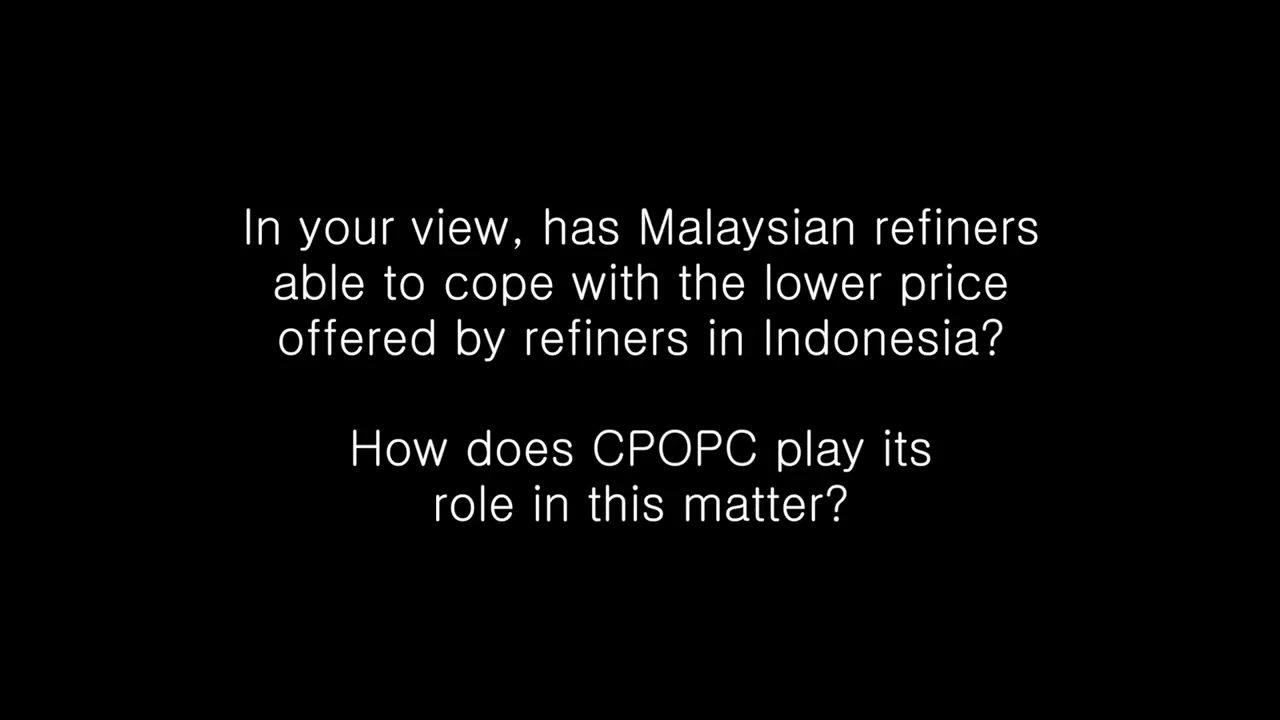 In your view, has Malaysian refiners
able to cope with the lower price
offered by refiners in Indonesia?
How does CPOPC play its
role in this matter?